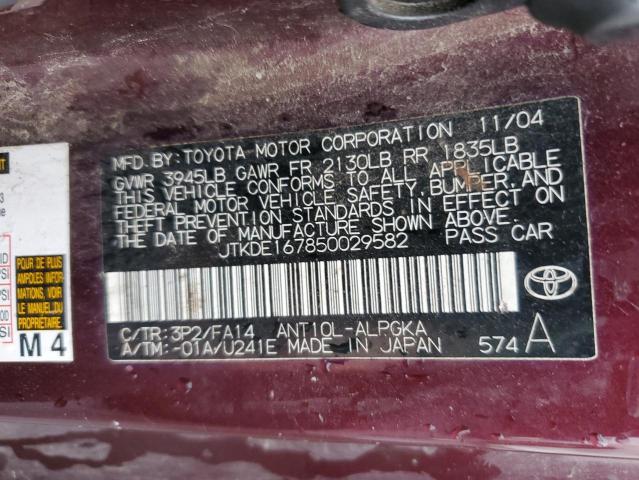 MFD. BY: TOYOTA MOTOR CORPORATION 11/04
GVWR 3945LB GAWR FR 2130LB RR 1835LB
THIS VEHICLE CONFORMS TO ALL APPLICABLE
FEDERAL MOTOR VEHICLE SAFETY, BUMPER, AND
THEFT PREVENTION STANDARDS IN EFFECT ON
THE DATE OF MANUFACTURE SHOWN ABOVE.
JTKDE167850029582 PASS CAR
C/TR: 3P2/FA14 ANT10L-ALPGKA
A/TM: -01A/U241E MADE IN JAPAN 574 A
TOYOTA
POUR DE PLUS
AMPLES INFOR-
MATIONS, VOIR
LE MANUEL DU
PROPRIÉTAIRE.
M 4